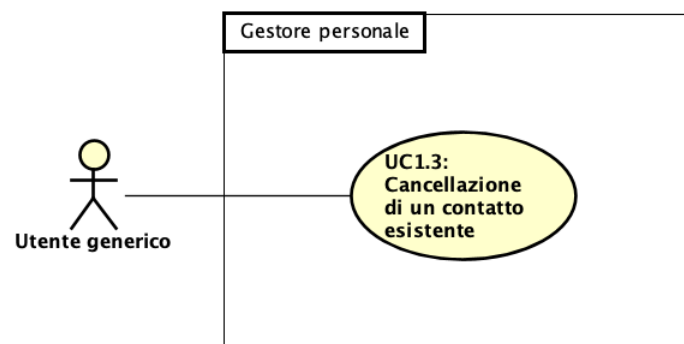 Gestore personale
UC1.3:
Cancellazione
di un contatto
esistente
Utente generico